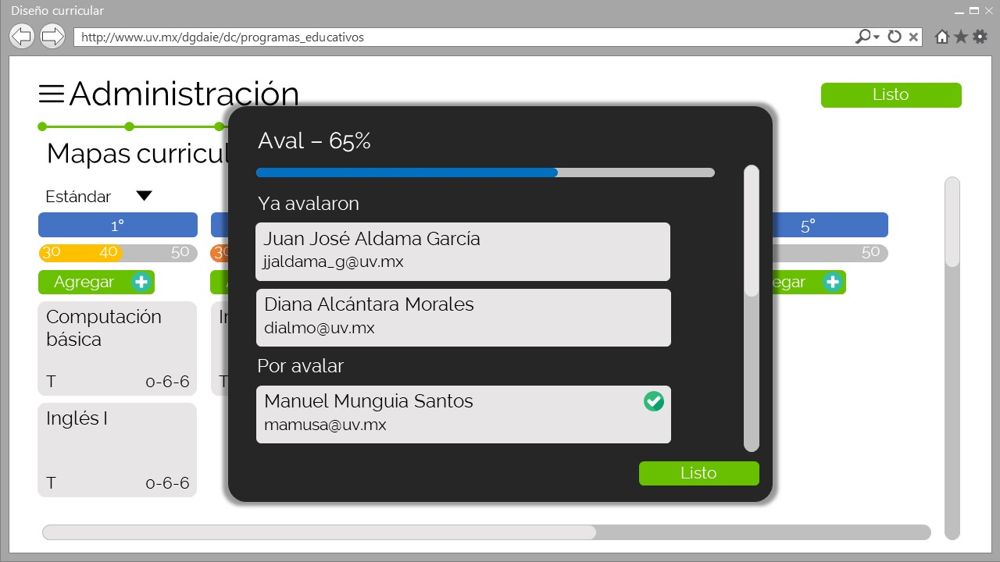 Diseño curricular
http://www.uv.mx/dgdaie/dc/programas_educativos
Administración
Listo
Mapas curricul
Estándar
1°
5°
30 40 50
30
50
Agregar
A
egar
Computación
básica
T 0-6-6
In
T
Inglés I
T 0-6-6
Aval – 65%
Ya avalaron
Juan José Aldama García
jjaldama_g@uv.mx
Diana Alcántara Morales
dialmo@uv.mx
Por avalar
Manuel Munguia Santos
mamusa@uv.mx
Listo